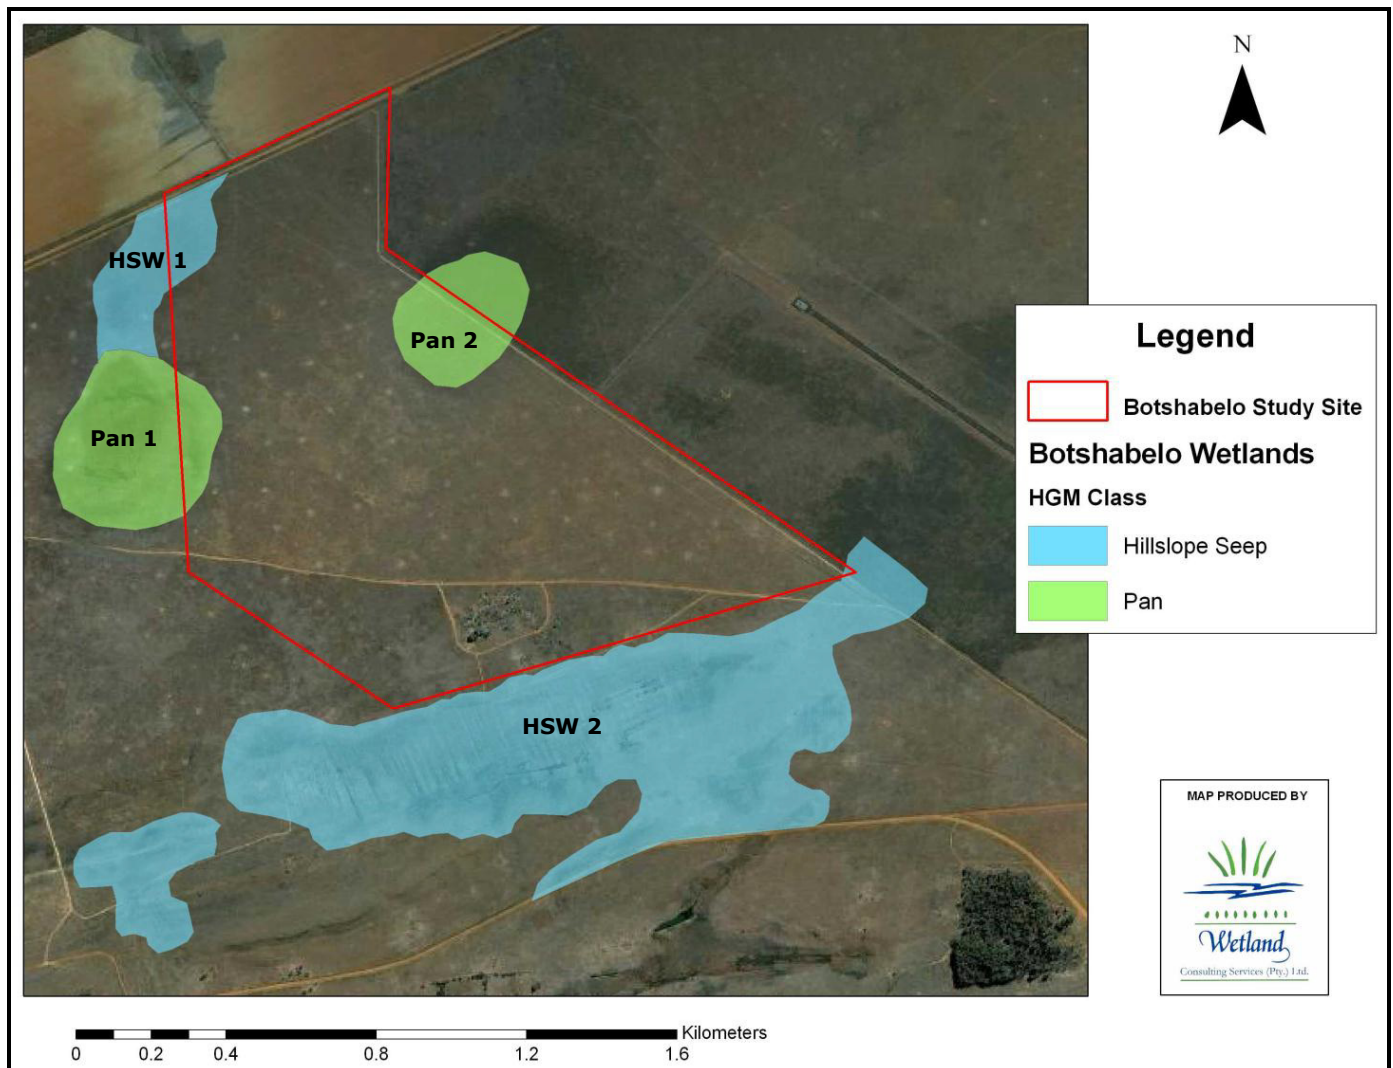 N
HSW 1
Pan 2
Pan 1
HSW 2
Legend
Botshabelo Study Site
Botshabelo Wetlands
HGM Class
Hillslope Seep
Pan
MAP PRODUCED BY
Wetland
Consulting Services (Pty.) Ltd.
Kilometers
0 0.2 0.4 0.8 1.2 1.6